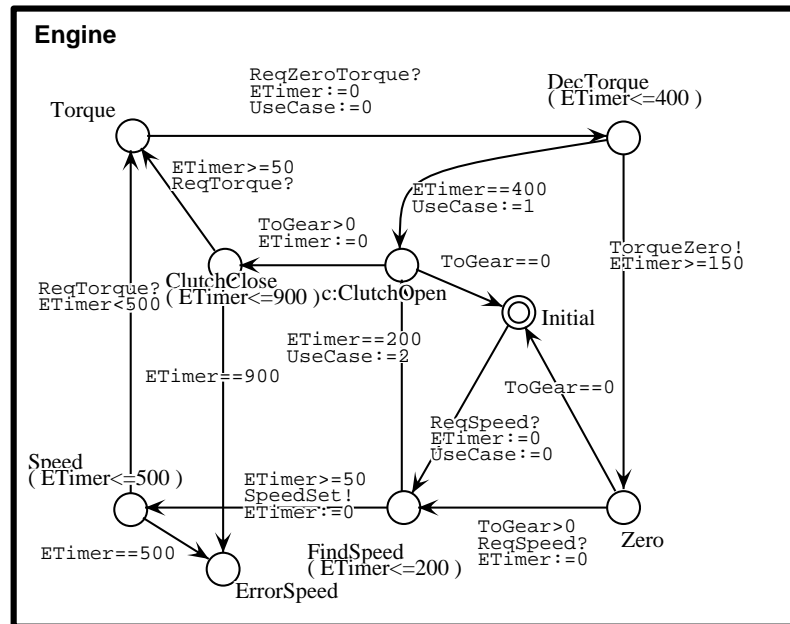 Engine
ReqZeroTorque?
ETimer:=0
UseCase:=0
DecTorque
( ETimer<=400 )
Torque
ETimer>=50
ReqTorque?
ETimer==400
UseCase:=1
ToGear>0
ETimer:=0
TorqueZero!
ETimer>=150
ToGear==0
ReqTorque?
ETimer<500
ClutchClose
( ETimer<=900 )
c:ClutchOpen
Initial
ETimer==200
UseCase:=2
ETimer==900
ToGear==0
ReqSpeed?
ETimer:=0
UseCase:=0
Speed
( ETimer<=500 )
ETimer>=50
SpeedSet!
ETimer:=0
ToGear>0
ReqSpeed?
ETimer:=0
Zero
ETimer==500
FindSpeed
( ETimer<=200 )
ErrorSpeed